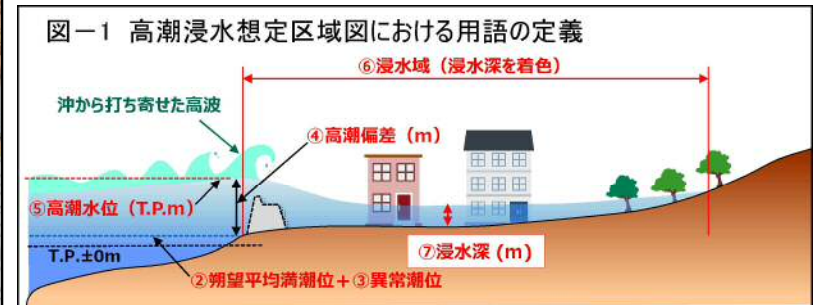 図－1 高潮浸水想定区域図における用語の定義
⑥浸水域（浸水深を着色）
沖から打ち寄せた高波
④高潮偏差（m）
⑤高潮水位（T.P.m）
⑦浸水深 (m)
T.P.±0m
②朔望平均満潮位＋③異常潮位